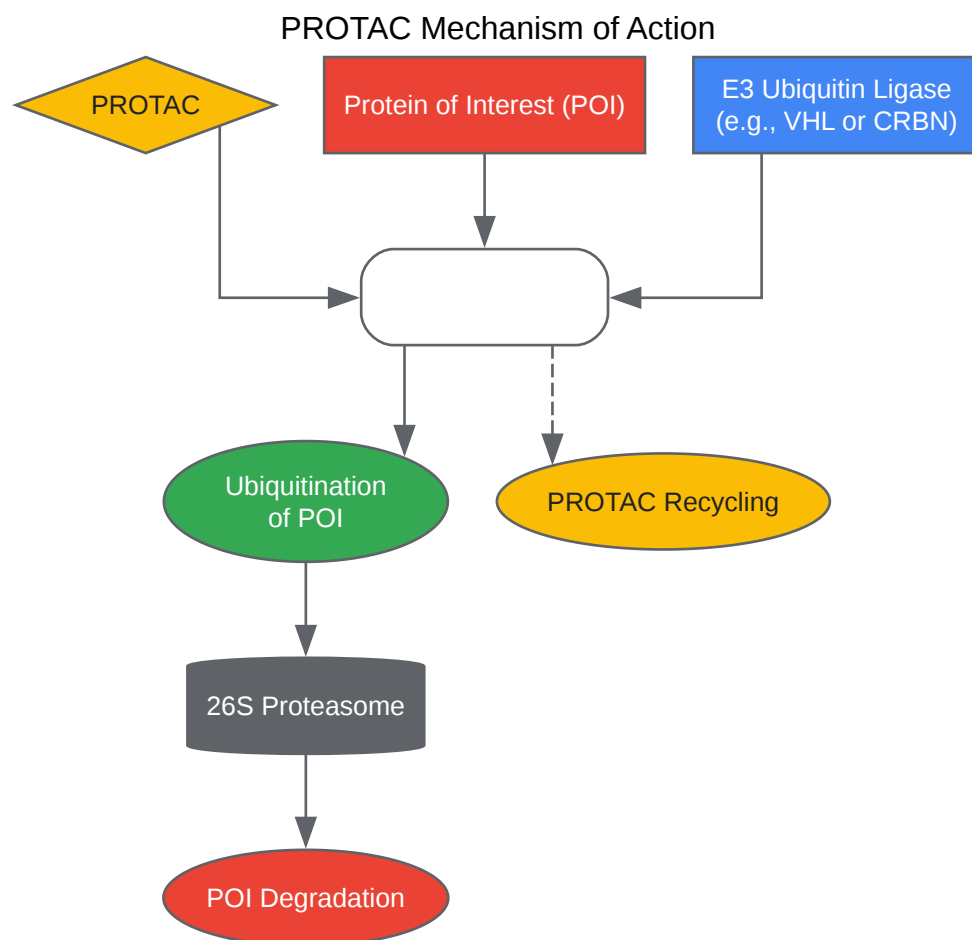 PROTAC Mechanism of Action
PROTAC
Protein of Interest (POI)
E3 Ubiquitin Ligase
(e.g., VHL or CRBN)
Ubiquitination
of POI
PROTAC Recycling
26S Proteasome
POI Degradation